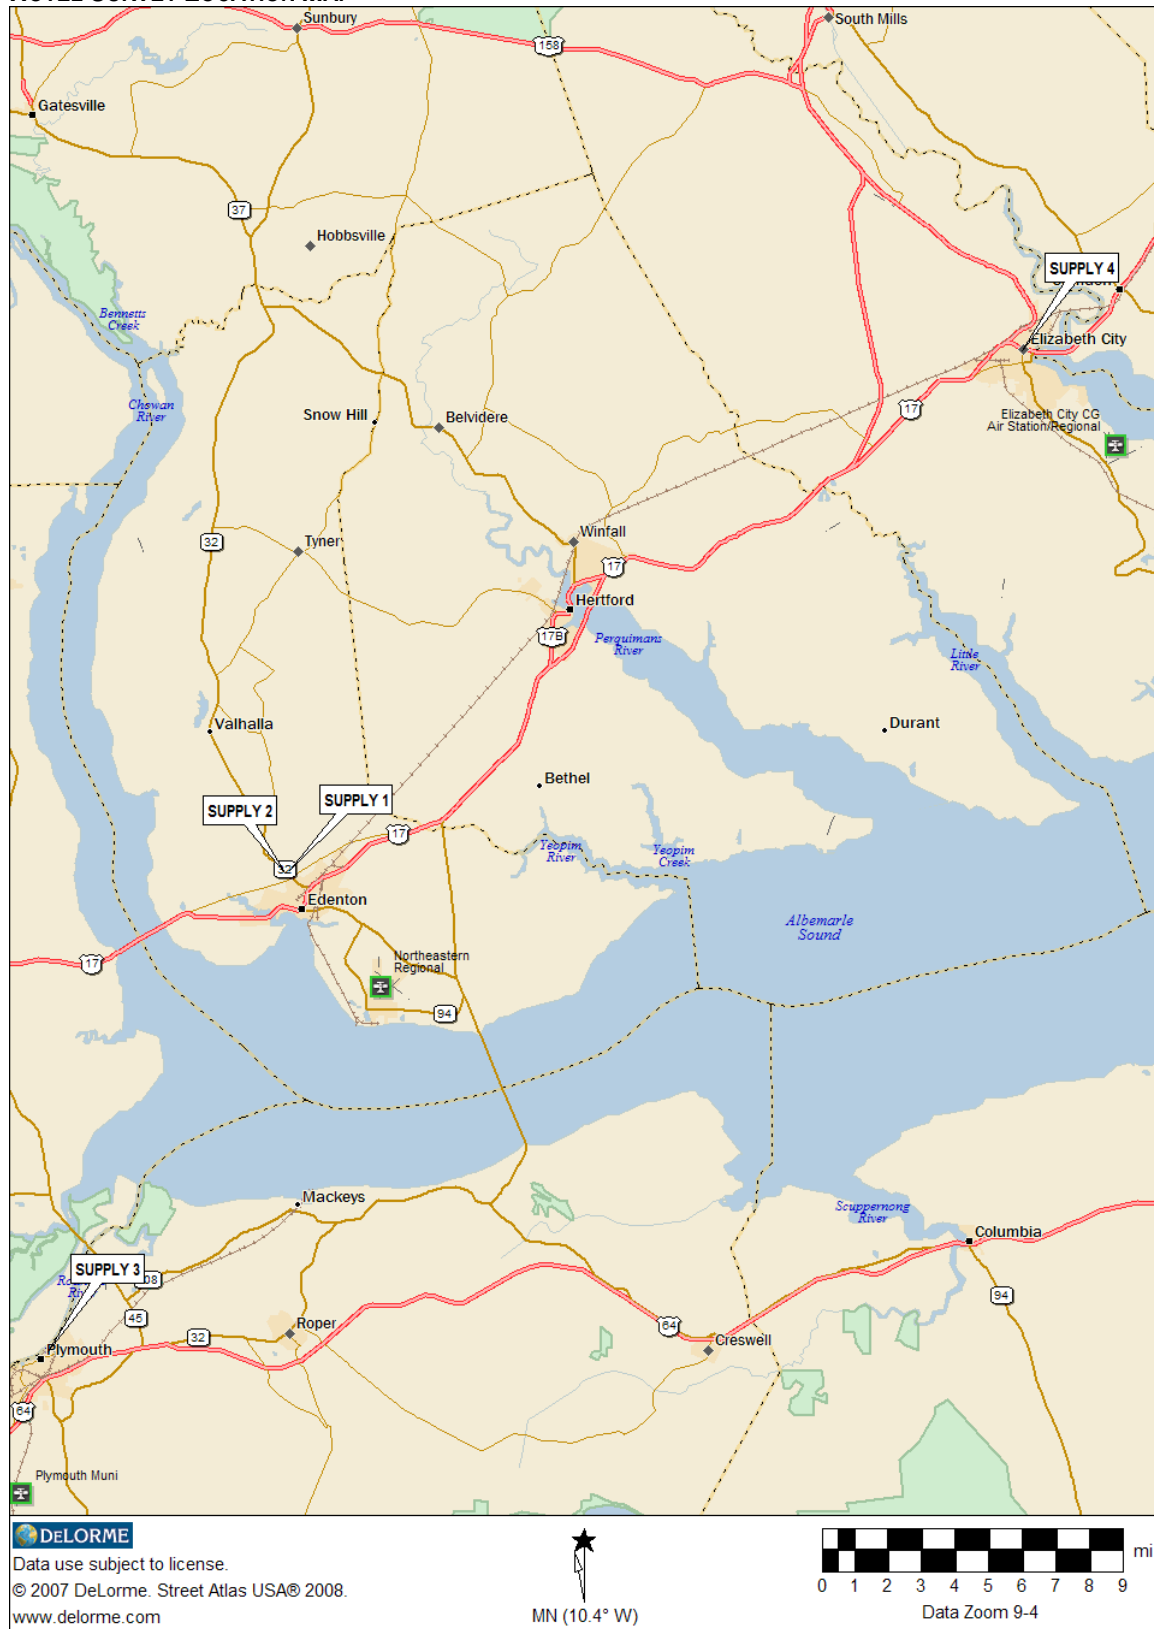 HOTEL SURVEY LOCATION MAP
Sunbury
South Mills
158
Gatesville
37
Hobbsville
SUPPLY 4
Bennetts
Creek
Elizabeth City
Chowan
River
Snow Hill
Belvidere
17
Elizabeth City CG
Air Station/Regional
32
Tyner
Winfall
17
Hertford
17B
Perquimans
River
Little
River
Valhalla
Durant
Bethel
SUPPLY 2
SUPPLY 1
17
Yeopim
River
Yeopim
Creek
32
Edenton
Albemarle
Sound
17
Northeastern
Regional
94
Mackeys
Scuppernong
River
Columbia
SUPPLY 3
94
45
32
Roper
64
Creswell
Plymouth
64
Plymouth Muni
DELORME
Data use subject to license.
© 2007 DeLorme. Street Atlas USA® 2008.
www.delorme.com
MN (10.4° W)
mi
0 1 2 3 4 5 6 7 8 9
Data Zoom 9-4